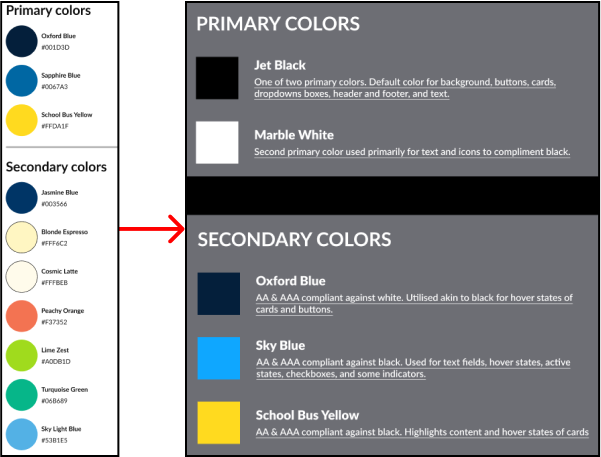 Primary colors
Oxford Blue
#001D3D
Sapphire Blue
#0067A3
School Bus Yellow
#FFDA1F
Secondary colors
Jasmine Blue
#003566
Blonde Espresso
#FFF6C2
Cosmic Latte
#FFFBEB
Peachy Orange
#F37352
Lime Zest
#A0DB1D
Turquoise Green
#06B689
Sky Light Blue
#53B1E5
PRIMARY COLORS
Jet Black
One of two primary colors. Default color for background, buttons, cards,
dropdowns boxes, header and footer, and text.
Marble White
Second primary color used primarily for text and icons to compliment black.
SECONDARY COLORS
Oxford Blue
AA & AAA compliant against white. Utilised akin to black for hover states of
cards and buttons.
Sky Blue
AA & AAA compliant against black. Used for text fields, hover states, active
states, checkboxes, and some indicators.
School Bus Yellow
AA & AAA compliant against black. Highlights content and hover states of cards